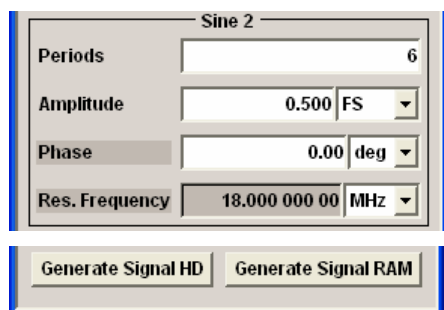 Sine 2
Periods 6
Amplitude 0.500 FS
Phase 0.00 deg
Res. Frequency 18.000 000 00 MHz
Generate Signal HD Generate Signal RAM